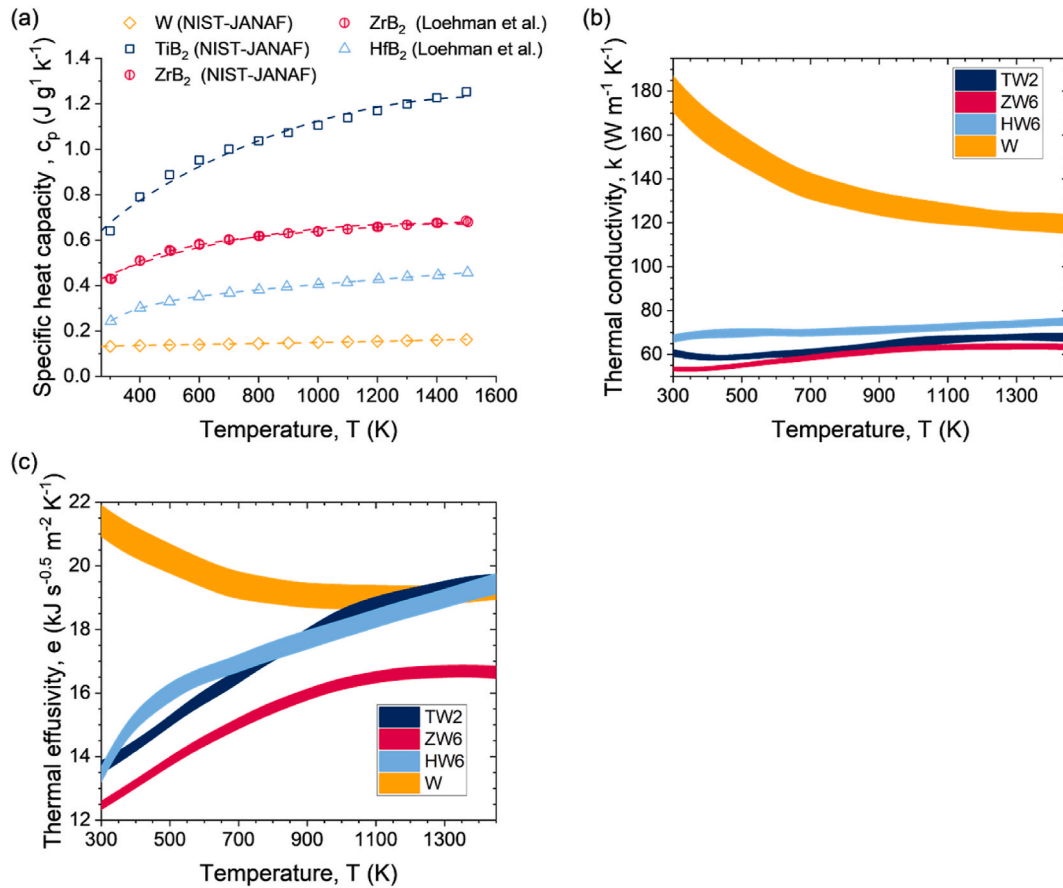 (a)
W (NIST-JANAF)
TiB2 (NIST-JANAF)
ZrB2 (NIST-JANAF)
ZrB2 (Loehman et al.)
HfB2 (Loehman et al.)
1.4
1.2
1.0
0.8
0.6
0.4
0.2
0.0
Specific heat capacity , cp (J g1 k-1)
400 600 800 1000 1200 1400 1600
Temperature, T (K)
(b)
180
160
140
120
100
80
60
Thermal conductivity, k (W m-1 K-1)
TW2
ZW6
HW6
W
300 500 700 900 1100 1300
Temperature, T (K)
(c)
22
20
18
16
14
12
Thermal effusivity, e (kJ s-0.5 m-2 K-1)
TW2
ZW6
HW6
W
300 500 700 900 1100 1300
Temperature, T (K)